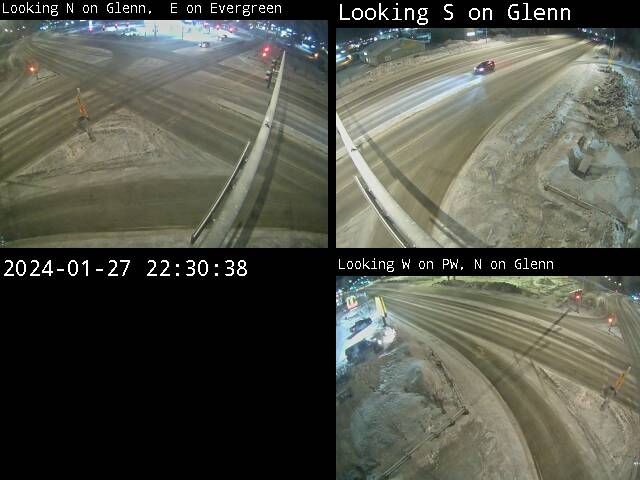 Looking N on Glenn,  E on Evergreen
Looking S on Glenn
2024-01-27 22:30:38
Looking W on PW, N on Glenn